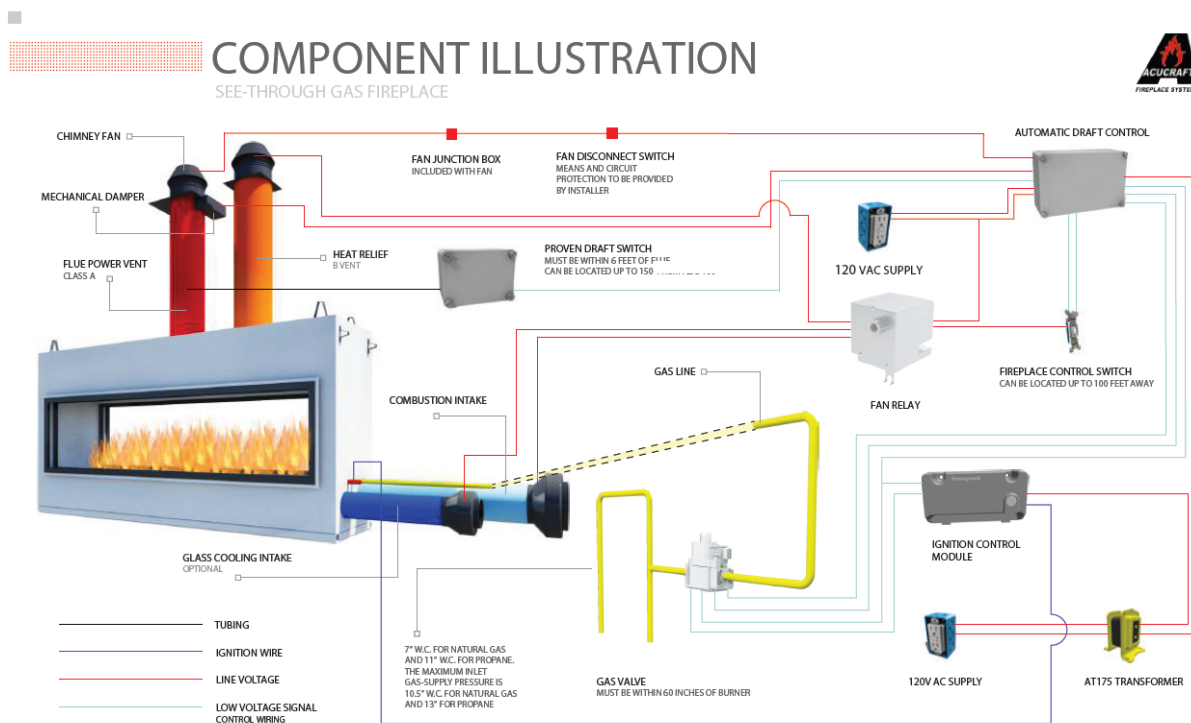 COMPONENT ILLUSTRATION
SEE-THROUGH GAS FIREPLACE
ACUCRAFT
FIREPLACE SYSTEM
CHIMNEY FAN
MECHANICAL DAMPER
FLUE POWER VENT
CLASS A
HEAT RELIEF
B VENT
FAN JUNCTION BOX
INCLUDED WITH FAN
FAN DISCONNECT SWITCH
MEANS AND CIRCUIT
PROTECTION TO BE PROVIDED
BY INSTALLER
AUTOMATIC DRAFT CONTROL
PROVEN DRAFT SWITCH
MUST BE WITHIN 6 FEET OF
CAN BE LOCATED UP TO 150
120 VAC SUPPLY
FAN RELAY
FIREPLACE CONTROL SWITCH
CAN BE LOCATED UP TO 100 FEET AWAY
GAS LINE
COMBUSTION INTAKE
GLASS COOLING INTAKE
OPTIONAL
Honeywell
IGNITION CONTROL
MODULE
7" W.C. FOR NATURAL GAS
AND 11" W.C. FOR PROPANE.
THE MAXIMUM INLET
GAS-SUPPLY PRESSURE IS
10.5" W.C. FOR NATURAL GAS
AND 13" FOR PROPANE
GAS VALVE
MUST BE WITHIN 60 INCHES OF BURNER
120V AC SUPPLY
AT175 TRANSFORMER
TUBING
IGNITION WIRE
LINE VOLTAGE
LOW VOLTAGE SIGNAL
CONTROL WIRING